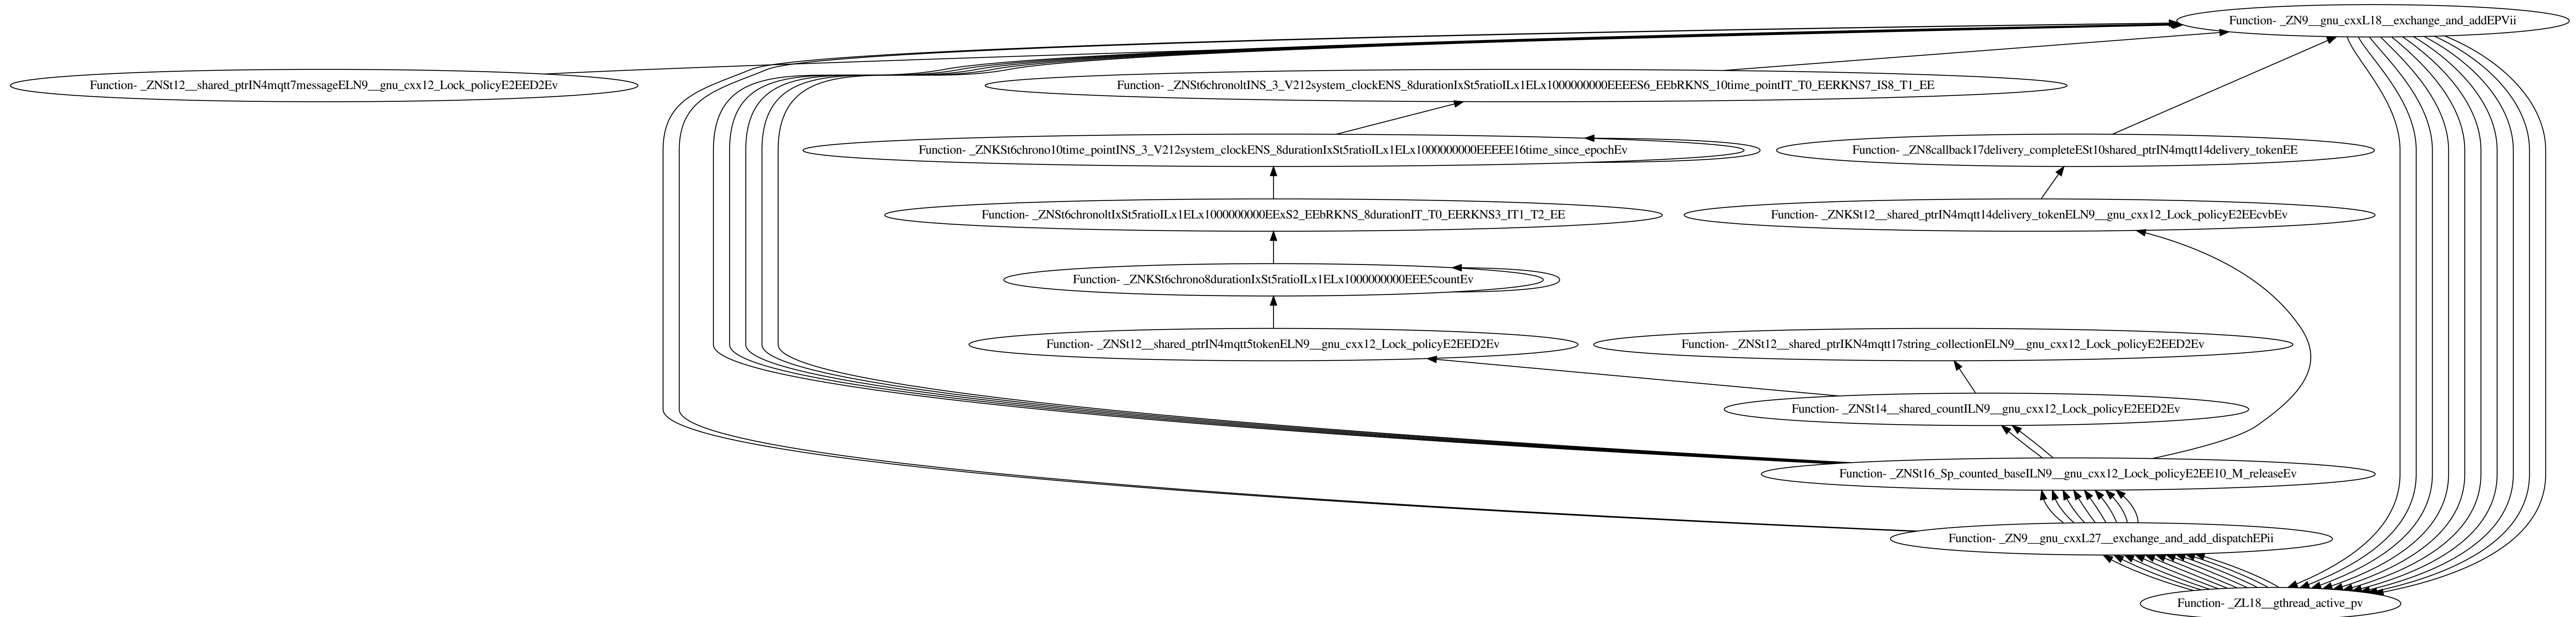 Function- _ZN9__gnu_cxxL18__exchange_and_addEPVii
Function- _ZNSt12__shared_ptrIN4mqtt7messageELN9__gnu_cxx12_Lock_policyE2EED2Ev
Function- _ZNSt6chronoltINS_3_V212system_clockENS_8durationIxSt5ratioILx1ELx1000000000EEEES6_EEbRKNS_10time_pointIT_T0_EERKNS7_IS8_T1_EE
Function- _ZNKSt6chrono10time_pointINS_3_V212system_clockENS_8durationIxSt5ratioILx1ELx1000000000EEEEE16time_since_epochEv
Function- _ZN8callback17delivery_completeESt10shared_ptrIN4mqtt14delivery_tokenEE
Function- _ZNSt6chronoltIxSt5ratioILx1ELx1000000000EExS2_EEbRKNS_8durationIT_T0_EERKNS3_IT1_T2_EE
Function- _ZNKSt12__shared_ptrIN4mqtt14delivery_tokenELN9__gnu_cxx12_Lock_policyE2EEcvbEv
Function- _ZNKSt6chrono8durationIxSt5ratioILx1ELx1000000000EEE5countEv
Function- _ZNSt12__shared_ptrIN4mqtt5tokenELN9__gnu_cxx12_Lock_policyE2EED2Ev
Function- _ZNSt12__shared_ptrIKN4mqtt17string_collectionELN9__gnu_cxx12_Lock_policyE2EED2Ev
Function- _ZNSt14__shared_countILN9__gnu_cxx12_Lock_policyE2EED2Ev
Function- _ZNSt16_Sp_counted_baseILN9__gnu_cxx12_Lock_policyE2EE10_M_releaseEv
Function- _ZN9__gnu_cxxL27__exchange_and_add_dispatchEPii
Function- _ZL18__gthread_active_pv